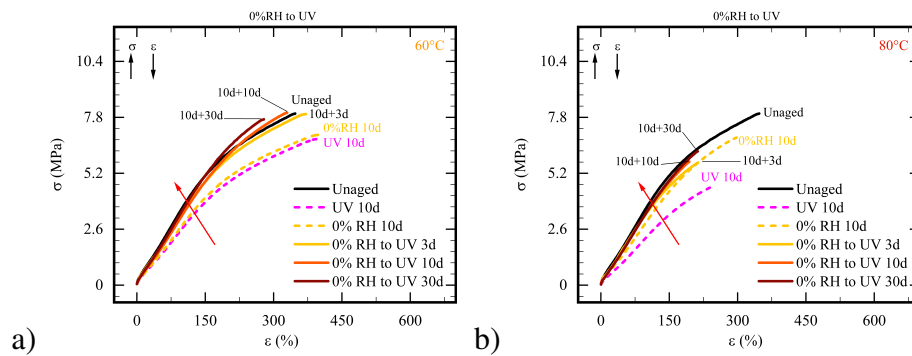 0%RH to UV
60°C
σ ε
10.4
7.8
5.2
2.6
0
σ (MPa)
10d+10d
Unaged
10d+30d
10d+3d
0%RH 10d
UV 10d
Unaged
UV 10d
0% RH 10d
0% RH to UV 3d
0% RH to UV 10d
0% RH to UV 30d
0 150 300 450 600
ε (%)
a)
0%RH to UV
80°C
σ ε
10.4
7.8
5.2
2.6
0
σ (MPa)
Unaged
10d+30d
0%RH 10d
10d+10d
10d+3d
UV 10d
Unaged
UV 10d
0% RH 10d
0% RH to UV 3d
0% RH to UV 10d
0% RH to UV 30d
0 150 300 450 600
ε (%)
b)